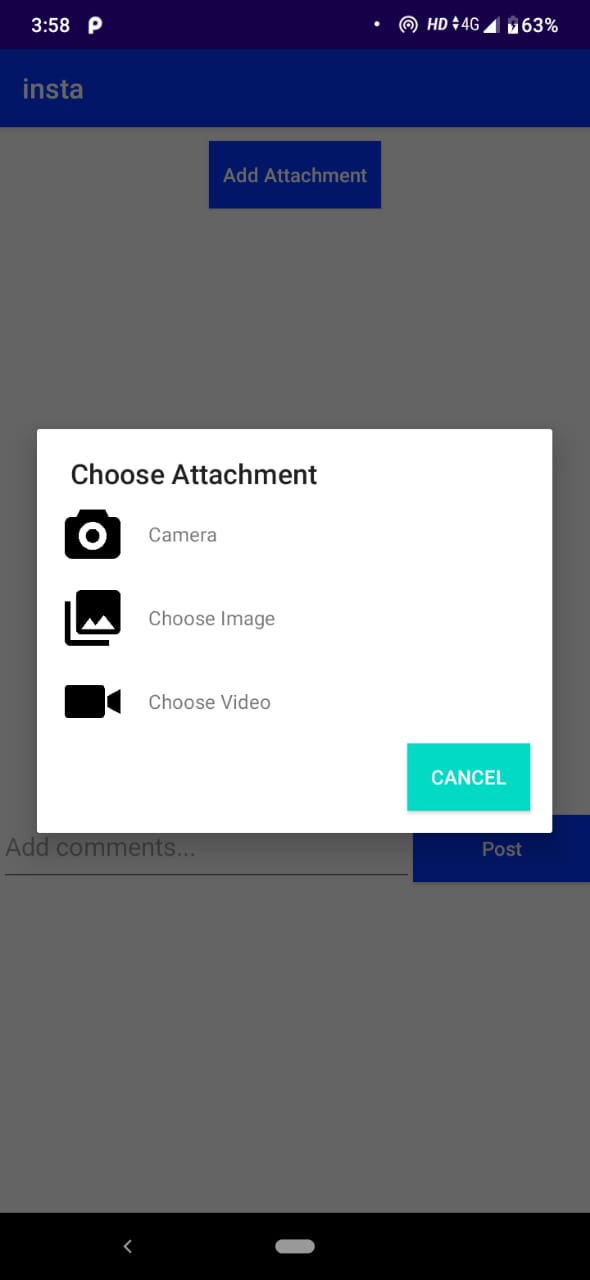 3:58 P HD 4G 63%
insta
Add Attachment
Choose Attachment
Camera
Choose Image
Choose Video
CANCEL
Add comments...
Post